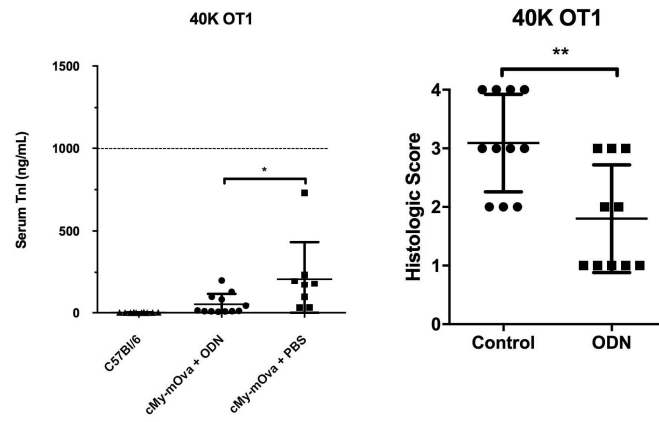 40K OT1
Serum TnI (ng/mL)
1500
1000
500
0
*
C57Bl/6
cMy-mOva + ODN
cMy-mOva + PBS
40K OT1
Histologic Score
**
4
3
2
1
0
Control
ODN